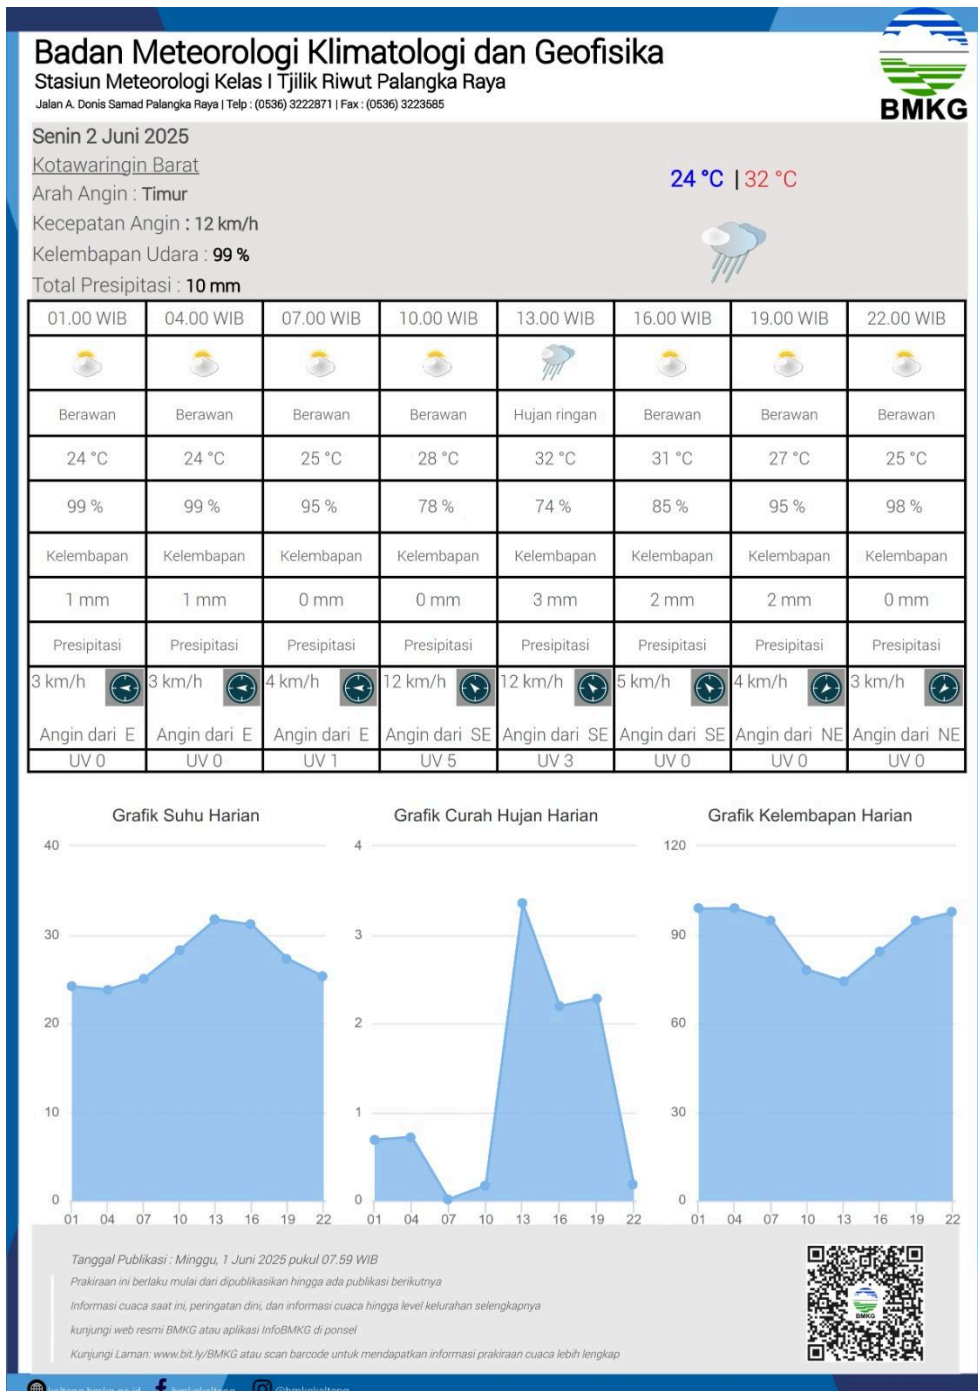 Badan Meteorologi Klimatologi dan Geofisika
Stasiun Meteorologi Kelas I Tjilik Riwut Palangka Raya
Jalan A. Donis Samad Palangka Raya | Telp : (0536) 3222871 | Fax : (0536) 3223585
BMKG
Senin 2 Juni 2025
Kotawaringin Barat
Arah Angin : Timur
Kecepatan Angin : 12 km/h
Kelembapan Udara : 99 %
Total Presipitasi : 10 mm
24 °C | 32 °C
01.00 WIB 04.00 WIB 07.00 WIB 10.00 WIB 13.00 WIB 16.00 WIB 19.00 WIB 22.00 WIB
Berawan Berawan Berawan Berawan Hujan ringan Berawan Berawan Berawan
24 °C 24 °C 25 °C 28 °C 32 °C 31 °C 27 °C 25 °C
99 % 99 % 95 % 78 % 74 % 85 % 95 % 98 %
Kelembapan Kelembapan Kelembapan Kelembapan Kelembapan Kelembapan Kelembapan Kelembapan
1 mm 1 mm 0 mm 0 mm 3 mm 2 mm 2 mm 0 mm
Presipitasi Presipitasi Presipitasi Presipitasi Presipitasi Presipitasi Presipitasi Presipitasi
3 km/h 3 km/h 4 km/h 12 km/h 12 km/h 5 km/h 4 km/h 3 km/h
Angin dari E Angin dari E Angin dari E Angin dari SE Angin dari SE Angin dari SE Angin dari NE Angin dari NE
UV 0 UV 0 UV 1 UV 5 UV 3 UV 0 UV 0 UV 0
Grafik Suhu Harian
40
30
20
10
0
01 04 07 10 13 16 19 22
Grafik Curah Hujan Harian
4
3
2
1
0
01 04 07 10 13 16 19 22
Grafik Kelembapan Harian
120
90
60
30
0
01 04 07 10 13 16 19 22
Tanggal Publikasi : Minggu, 1 Juni 2025 pukul 07.59 WIB
Prakiraan ini berlaku mulai dari dipublikasikan hingga ada publikasi berikutnya
Informasi cuaca saat ini, peringatan dini, dan informasi cuaca hingga level kelurahan selengkapnya
kunjungi web resmi BMKG atau aplikasi InfoBMKG di ponsel
Kunjungi Laman: www.bit.ly/BMKG atau scan barcode untuk mendapatkan informasi prakiraan cuaca lebih lengkap
BMKG